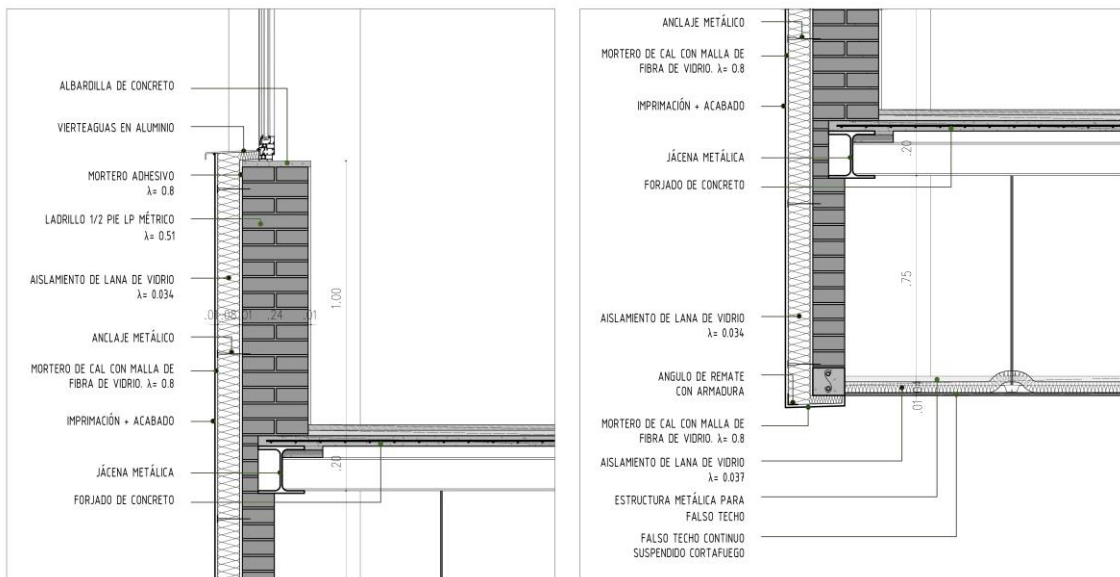 ALBARDILLA DE CONCRETO
VIERTEAGUAS EN ALUMINIO
MORTERO ADHESIVO
λ= 0.8
LADRILLO 1/2 PIE LP MÉTRICO
λ= 0.51
AISLAMIENTO DE LANA DE VIDRIO
λ= 0.034
.08
.01
.24
.01
1.00
ANCLAJE METÁLICO
MORTERO DE CAL CON MALLA DE
FIBRA DE VIDRIO. λ= 0.8
IMPRIMACIÓN + ACABADO
JÁCENA METÁLICA
.20
FORJADO DE CONCRETO
ANCLAJE METÁLICO
MORTERO DE CAL CON MALLA DE
FIBRA DE VIDRIO. λ= 0.8
IMPRIMACIÓN + ACABADO
JÁCENA METÁLICA
.20
FORJADO DE CONCRETO
.75
AISLAMIENTO DE LANA DE VIDRIO
λ= 0.034
ANGULO DE REMATE
CON ARMADURA
.01
.04
MORTERO DE CAL CON MALLA DE
FIBRA DE VIDRIO. λ= 0.8
AISLAMIENTO DE LANA DE VIDRIO
λ= 0.037
ESTRUCTURA METÁLICA PARA
FALSO TECHO
FALSO TECHO CONTINUO
SUSPENDIDO CORTAFUEGO